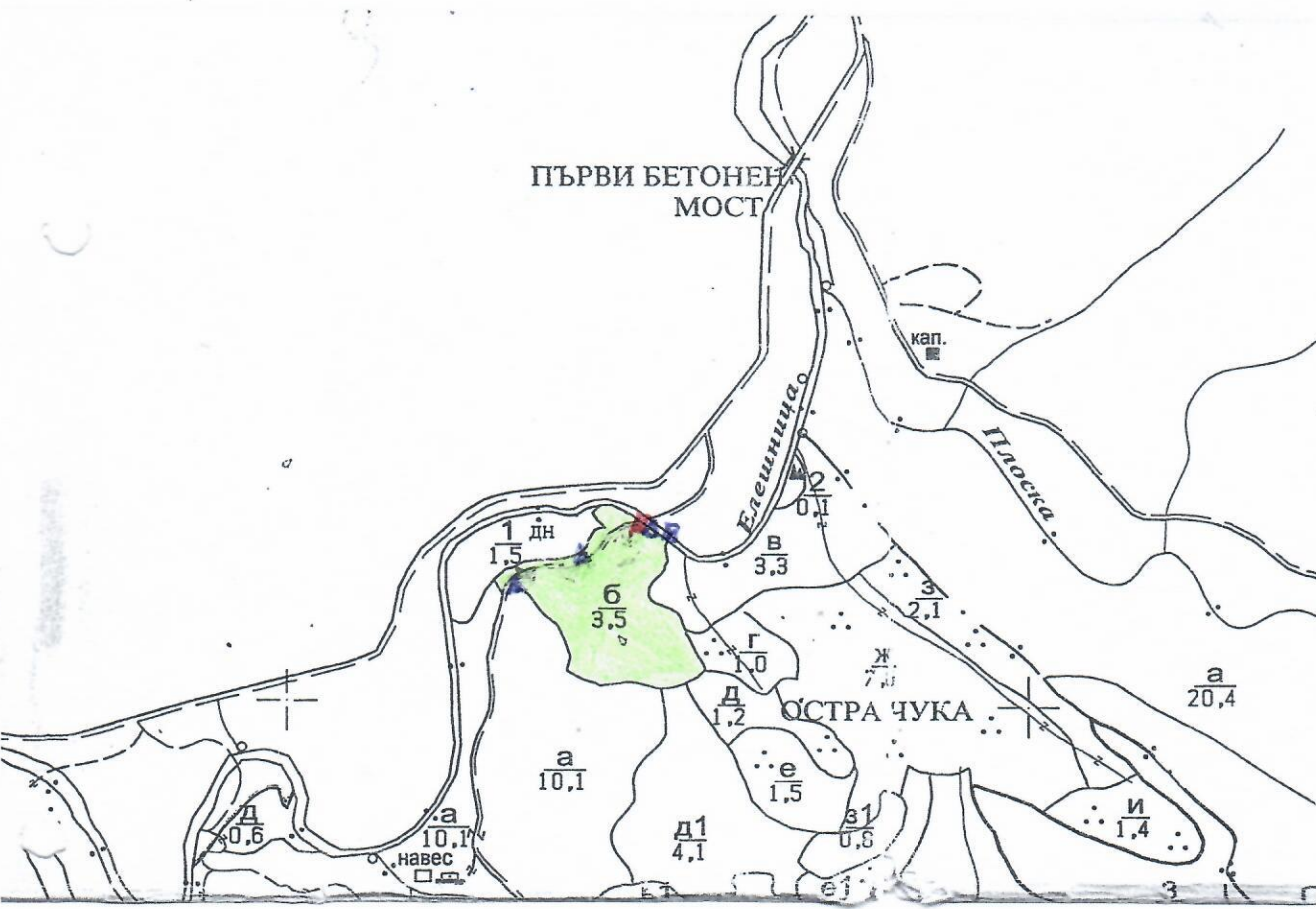 ПЪРВИ БЕТОНЕН
МОСТ
кап.
Елешница
Плоска
2
0,1
1 дн
1,5
в
3,3
б
3,5
з
2,1
г
1,0
ж
а
20,4
д
1,2
ОСТРА ЧУКА
а
10,1
е
1,5
д
0,6
а
10,1
д1
4,1
з1
0,8
и
1,4
навес
е1
З